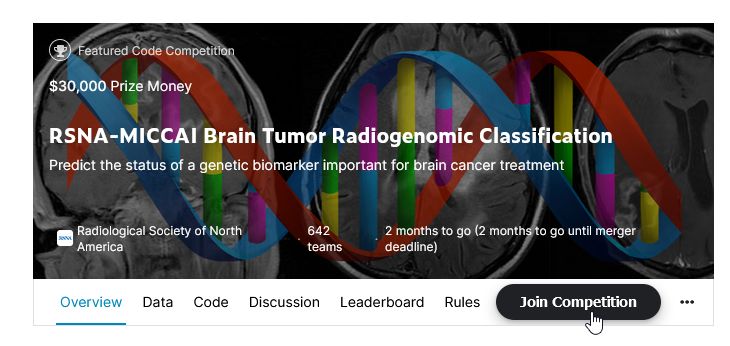 Featured Code Competition
$30,000 Prize Money
RSNA-MICCAI Brain Tumor Radiogenomic Classification
Predict the status of a genetic biomarker important for brain cancer treatment
RSNA Radiological Society of North · 642 · 2 months to go (2 months to go until merger
America teams deadline)
Overview Data Code Discussion Leaderboard Rules Join Competition •••